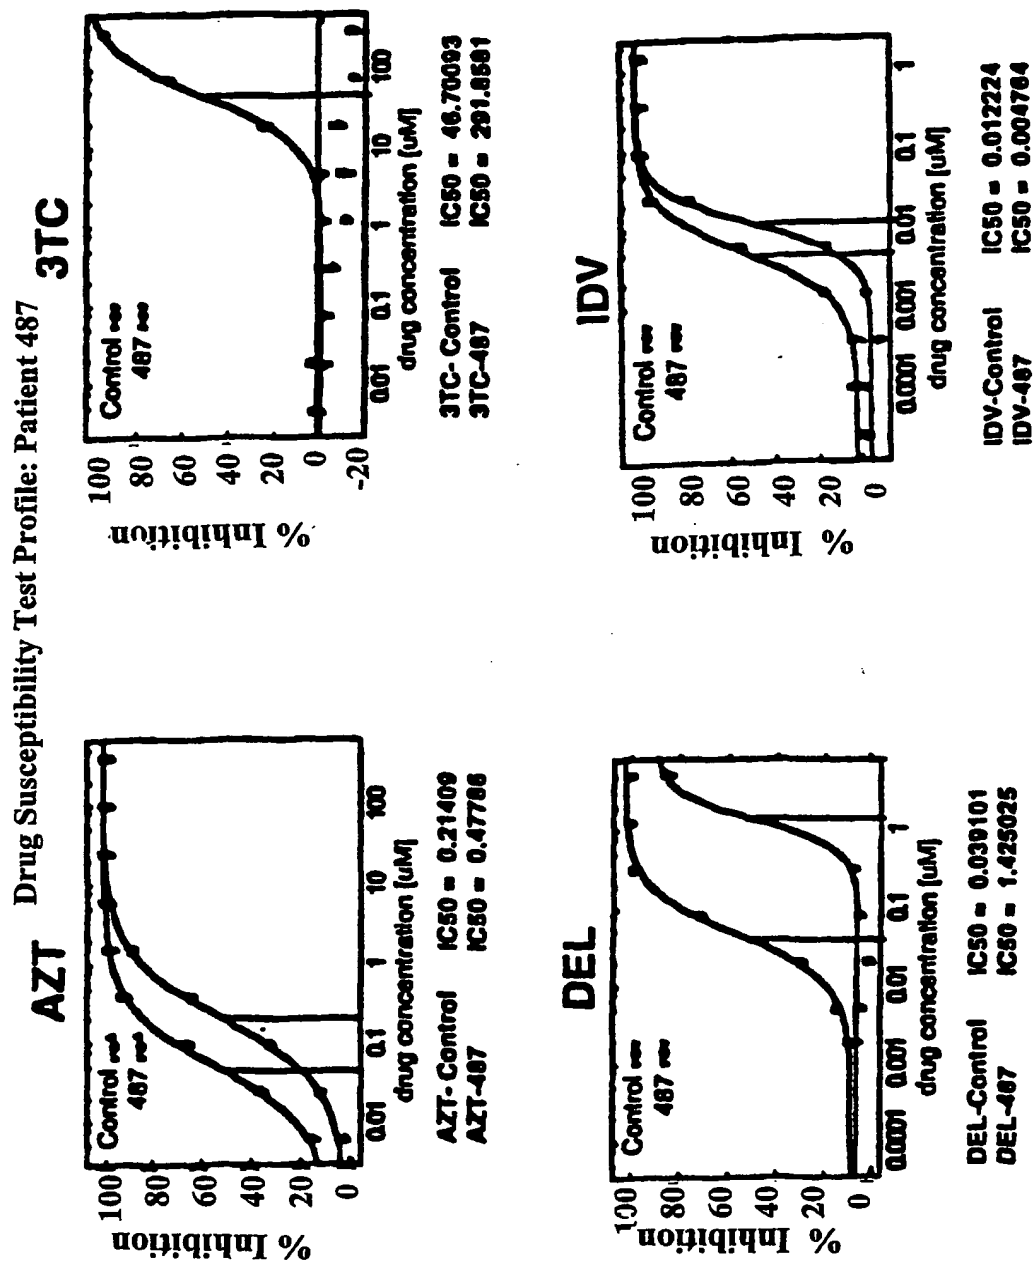 Drug Susceptibility Test Profile: Patient 487
AZT
% Inhibition
100
80
60
40
20
0
Control
487
0.01
0.1
1
10
100
drug concentration [uM]
AZT- Control IC50 = 0.21409
AZT-487 IC50 = 0.47786
3TC
% Inhibition
100
80
60
40
20
0
-20
Control
487
0.01
0.1
1
10
100
drug concentration [uM]
3TC- Control IC50 = 46.70093
3TC-487 IC50 = 291.8581
DEL
% Inhibition
100
80
60
40
20
0
Control
487
0.0001
0.001
0.01
0.1
1
drug concentration [uM]
DEL-Control IC50 = 0.039101
DEL-487 IC50 = 1.425025
IDV
% Inhibition
100
80
60
40
20
0
Control
487
0.0001
0.001
0.01
0.1
1
drug concentration [uM]
IDV-Control IC50 = 0.012224
IDV-487 IC50 = 0.004764